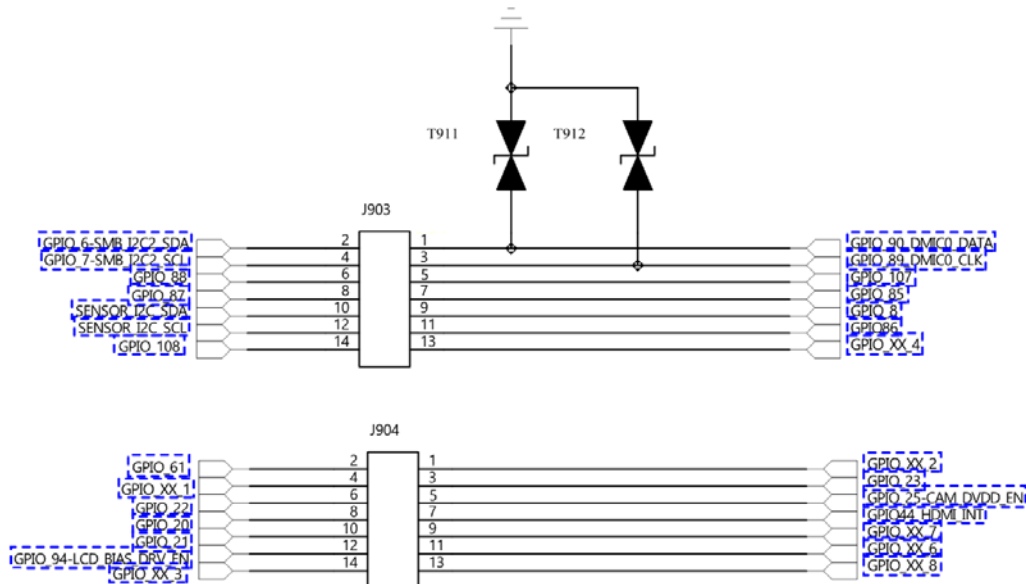 T911
T912
J903
GPIO_6-SMB_I2C2_SDA 2 1 GPIO_90_DMIC0_DATA
GPIO_7-SMB_I2C2_SCL 4 3 GPIO_89_DMIC0_CLK
GPIO_88 6 5 GPIO_107
GPIO_87 8 7 GPIO_85
SENSOR_I2C_SDA 10 9 GPIO_8
SENSOR_I2C_SCL 12 11 GPIO86
GPIO_108 14 13 GPIO_XX_4
J904
GPIO_61 2 1 GPIO_XX_2
GPIO_XX_1 4 3 GPIO_23
GPIO_22 6 5 GPIO_25-CAM_DVDD_EN
GPIO_20 8 7 GPIO44_HDMI_INT
GPIO_21 10 9 GPIO_XX_7
GPIO_94-LCD_BIAS_DRV_EN 12 11 GPIO_XX_6
GPIO_XX_3 14 13 GPIO_XX_8